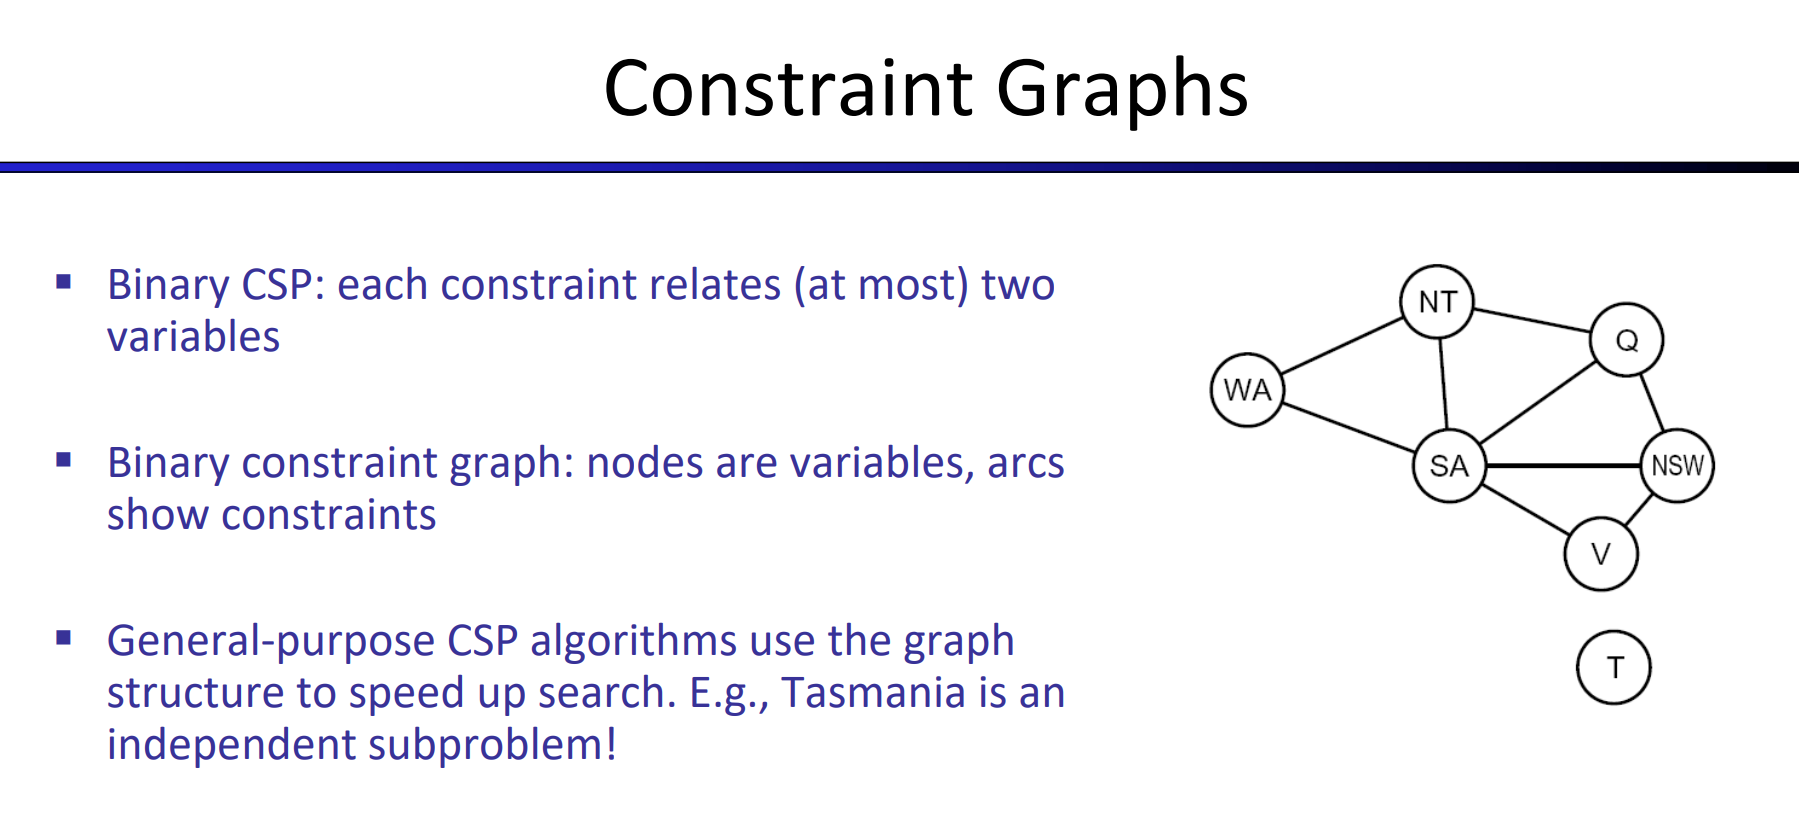 Constraint Graphs
▪ Binary CSP: each constraint relates (at most) two
variables
▪ Binary constraint graph: nodes are variables, arcs
show constraints
▪ General-purpose CSP algorithms use the graph
structure to speed up search. E.g., Tasmania is an
independent subproblem!
NT
Q
WA
SA
NSW
V
T